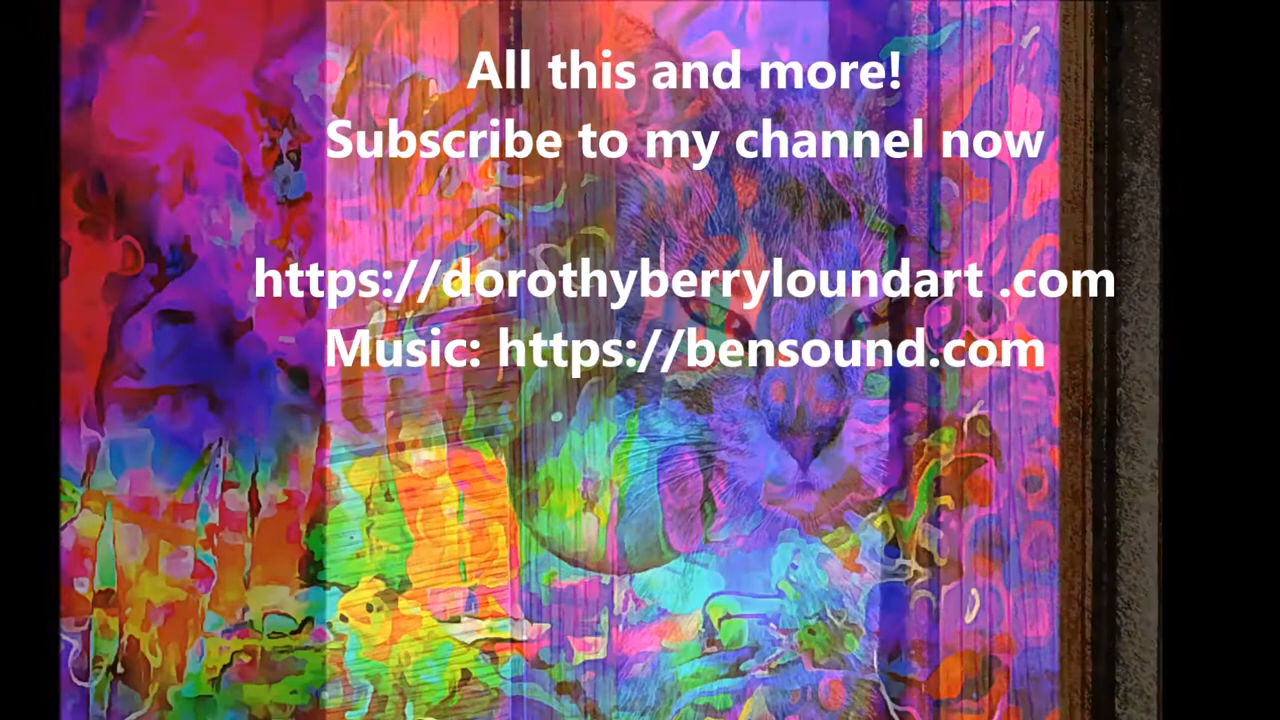 All this and more!
Subscribe to my channel now
https://dorothyberryloundart .com
Music: https://bensound.com